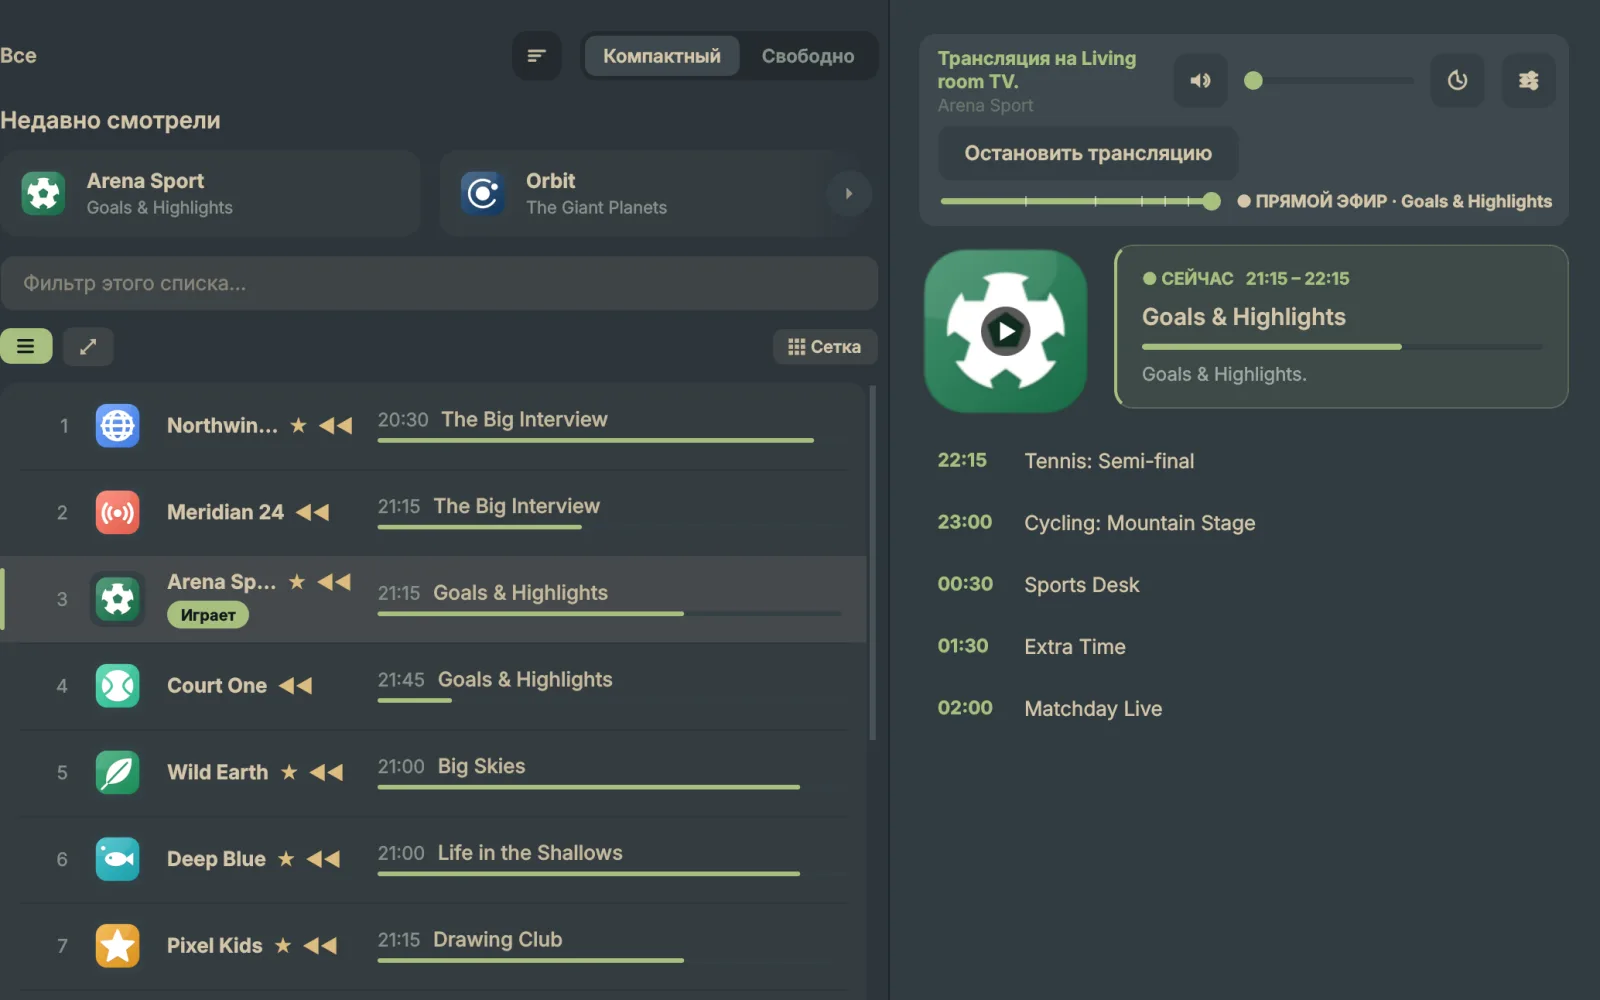 Все
Компактный
Свободно
Недавно смотрели
Arena Sport
Goals & Highlights
Orbit
The Giant Planets
Фильтр этого списка...
Сетка
1
Northwin...
20:30 The Big Interview
2
Meridian 24
21:15 The Big Interview
3
Arena Sp...
Играет
21:15 Goals & Highlights
4
Court One
21:45 Goals & Highlights
5
Wild Earth
21:00 Big Skies
6
Deep Blue
21:00 Life in the Shallows
7
Pixel Kids
21:15 Drawing Club
Трансляция на Living
room TV.
Arena Sport
Остановить трансляцию
ПРЯМОЙ ЭФИР · Goals & Highlights
СЕЙЧАС 21:15 – 22:15
Goals & Highlights
Goals & Highlights.
22:15 Tennis: Semi-final
23:00 Cycling: Mountain Stage
00:30 Sports Desk
01:30 Extra Time
02:00 Matchday Live